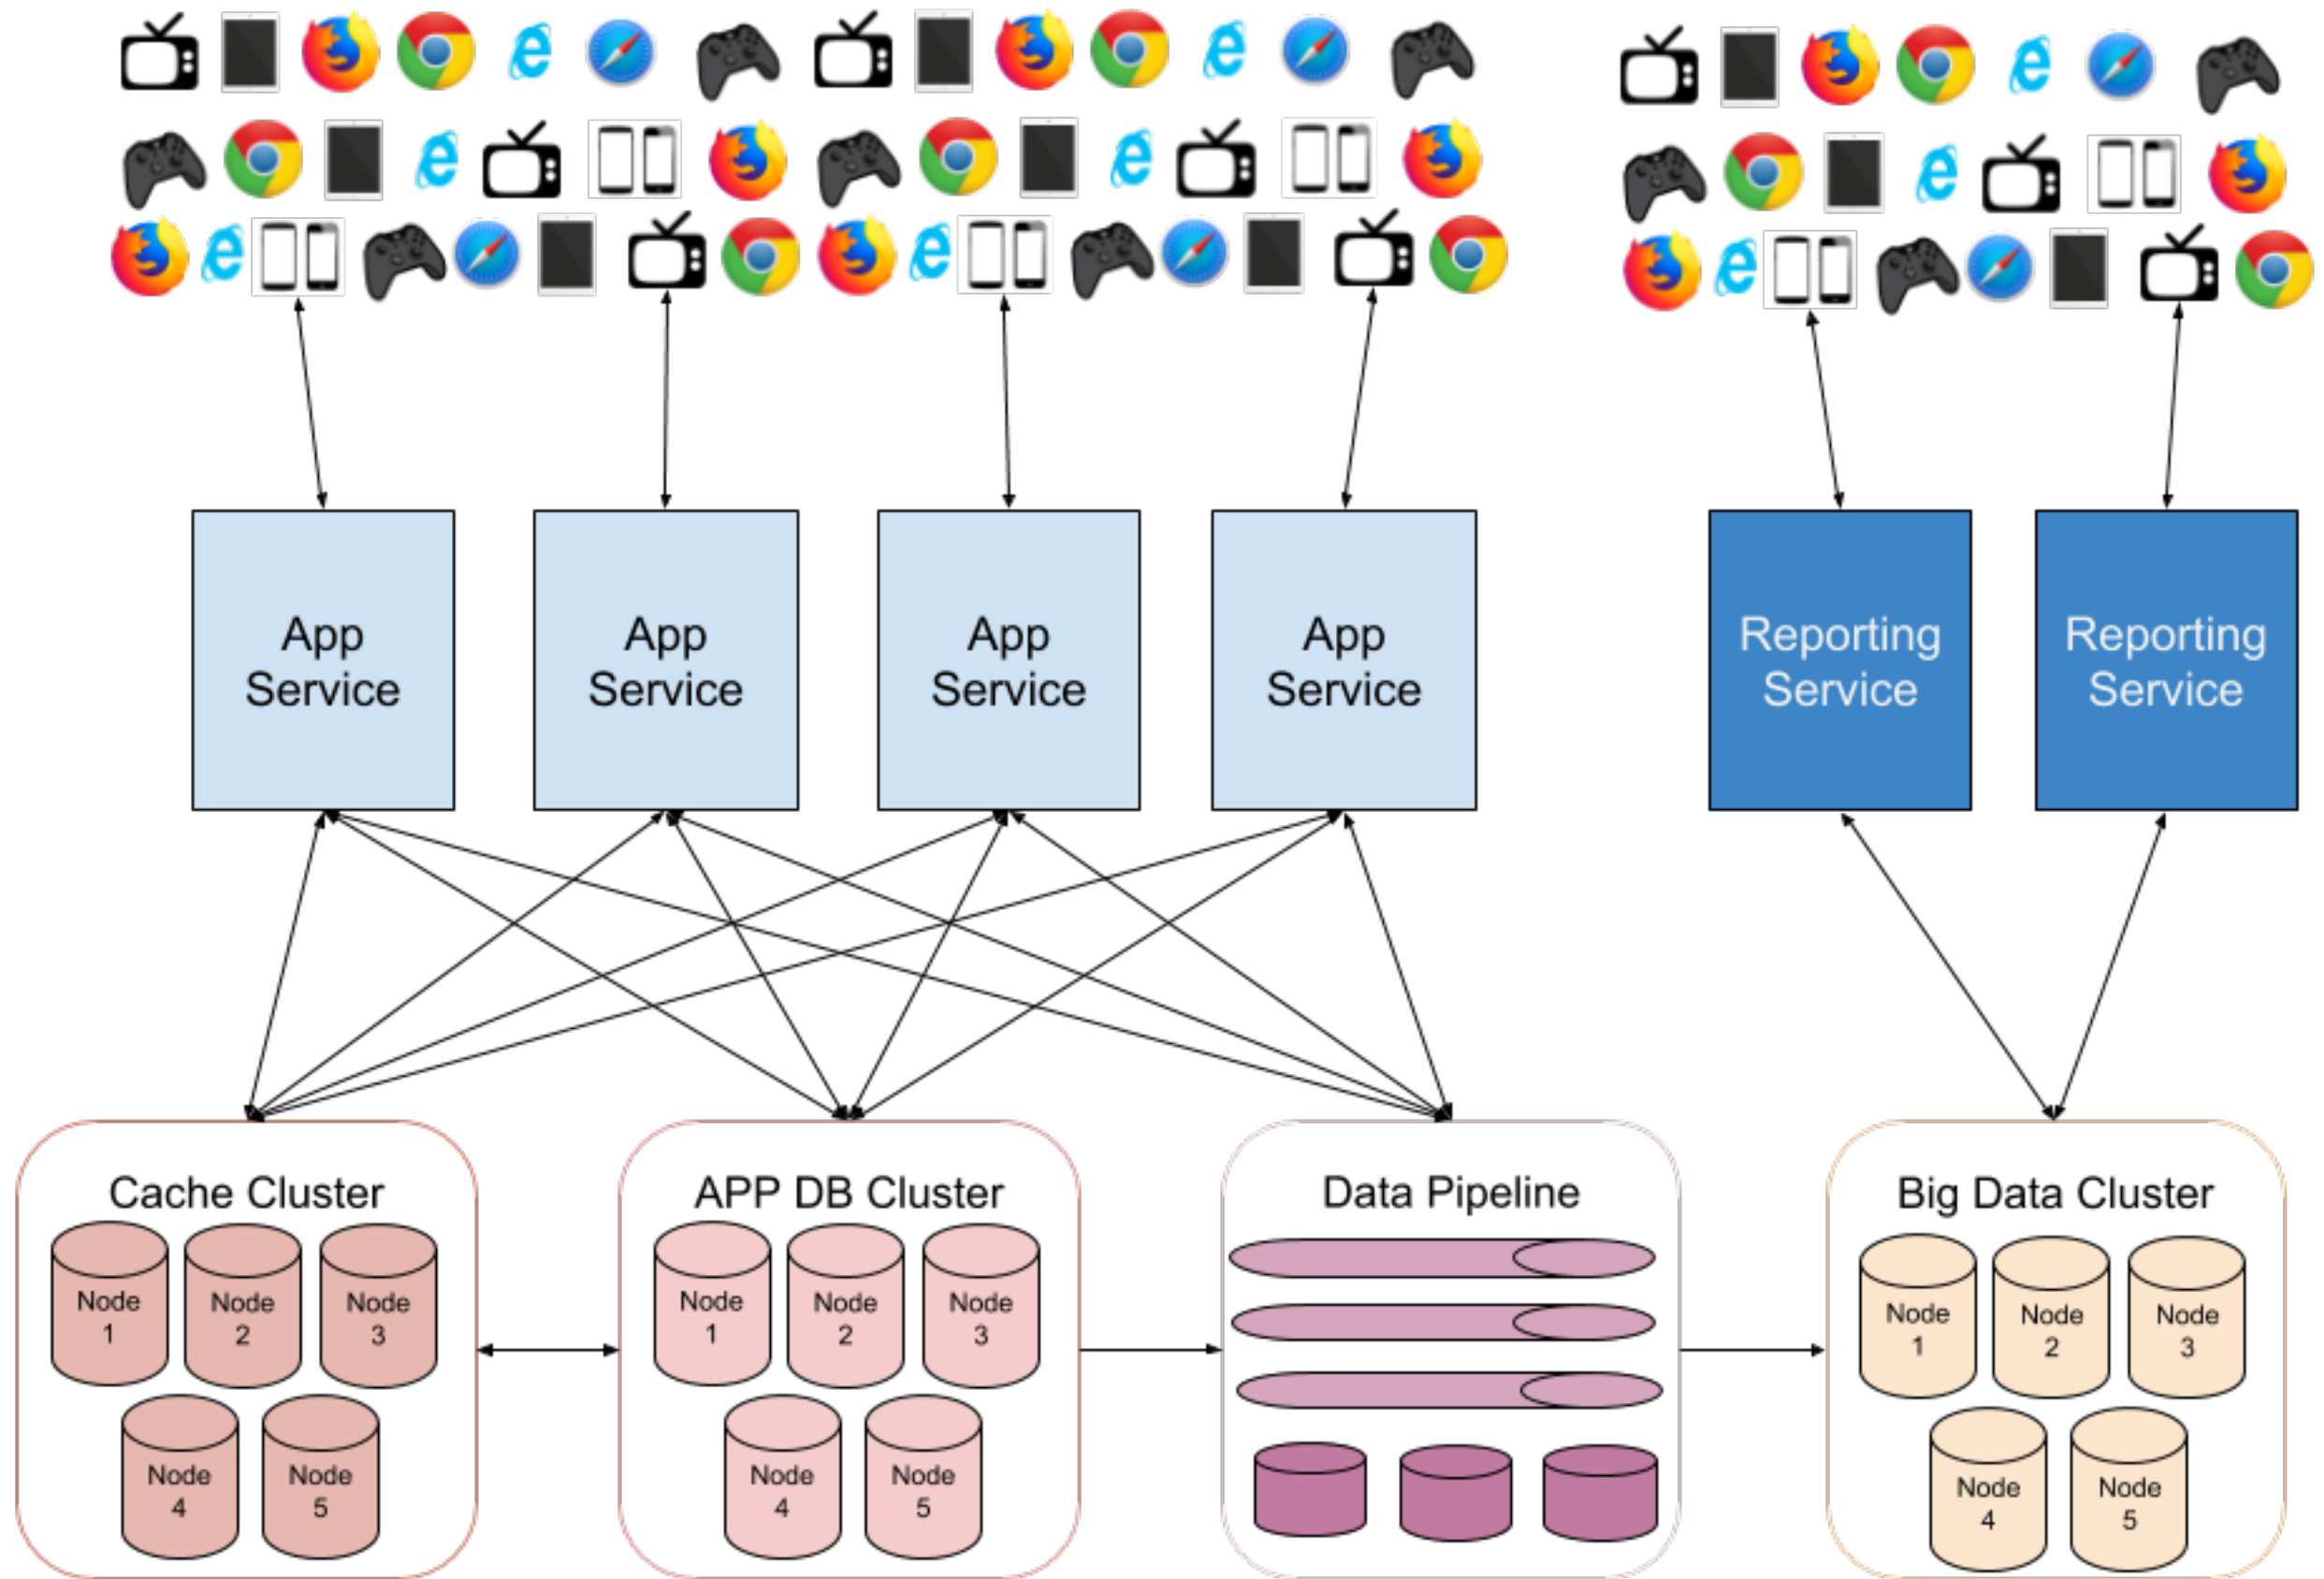 App
Service
App
Service
App
Service
App
Service
Reporting
Service
Reporting
Service
Cache Cluster
Node
1
Node
2
Node
3
Node
4
Node
5
APP DB Cluster
Node
1
Node
2
Node
3
Node
4
Node
5
Data Pipeline
Big Data Cluster
Node
1
Node
2
Node
3
Node
4
Node
5